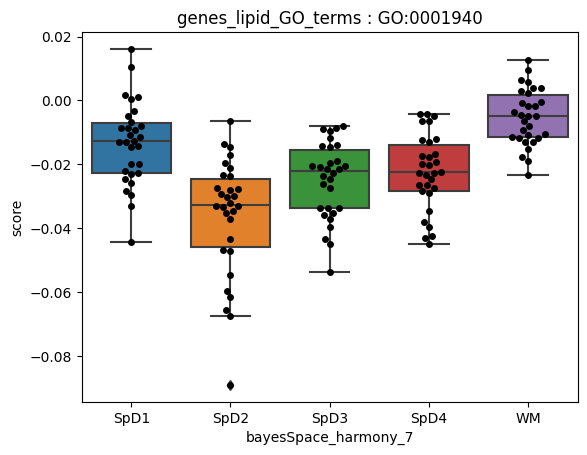 genes_lipid_GO_terms : GO:0001940
0.02
0.00
−0.02
−0.04
−0.06
−0.08
score
SpD1 SpD2 SpD3 SpD4 WM
bayesSpace_harmony_7